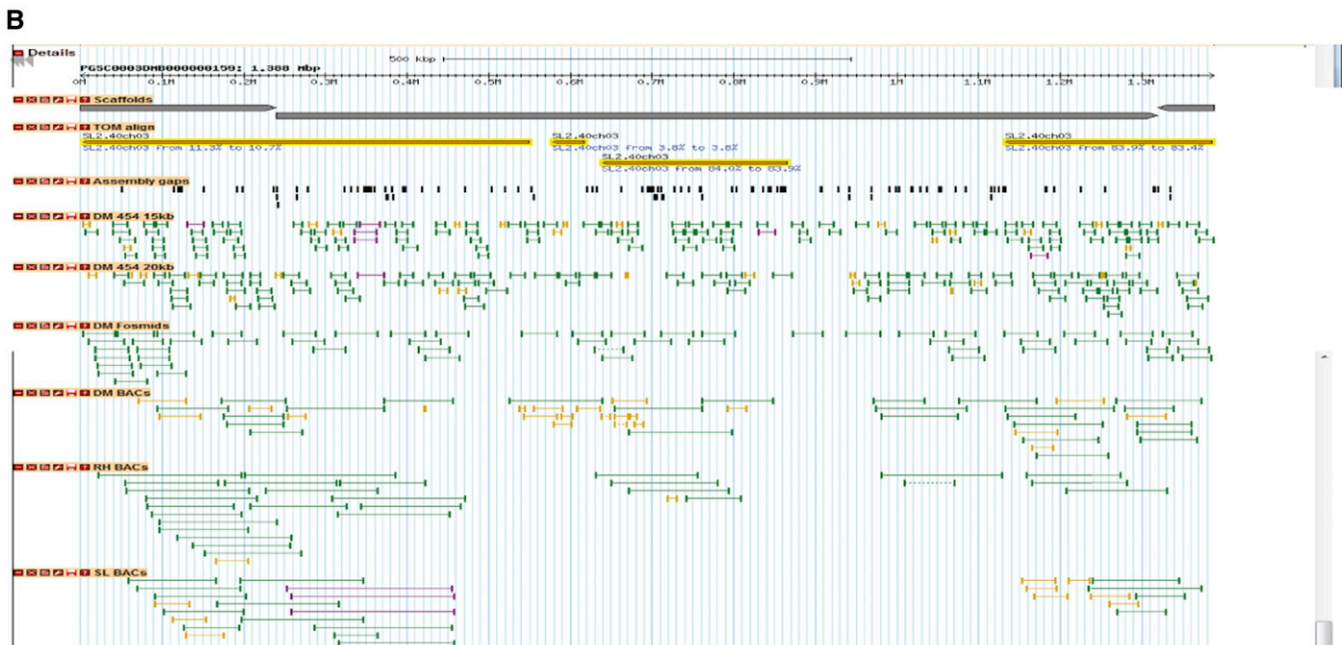 B
Details
500 kbp
PGSC0003DMB000000159: 1.388 Mbp
0M 0.1M 0.2M 0.3M 0.4M 0.5M 0.6M 0.7M 0.8M 0.9M 1M 1.1M 1.2M 1.3M
Scaffolds
TOM align
SL2.40ch03 SL2.40ch03 SL2.40ch03
SL2.40ch03 from 11.3% to 10.7% SL2.40ch03 from 3.8% to 3.8% SL2.40ch03 from 83.9% to 83.4%
SL2.40ch03
SL2.40ch03 from 84.0% to 83.9%
Assembly gaps
DM 454 15kb
DM 454 20kb
DM Fosmids
DM BACs
RH BACs
SL BACs